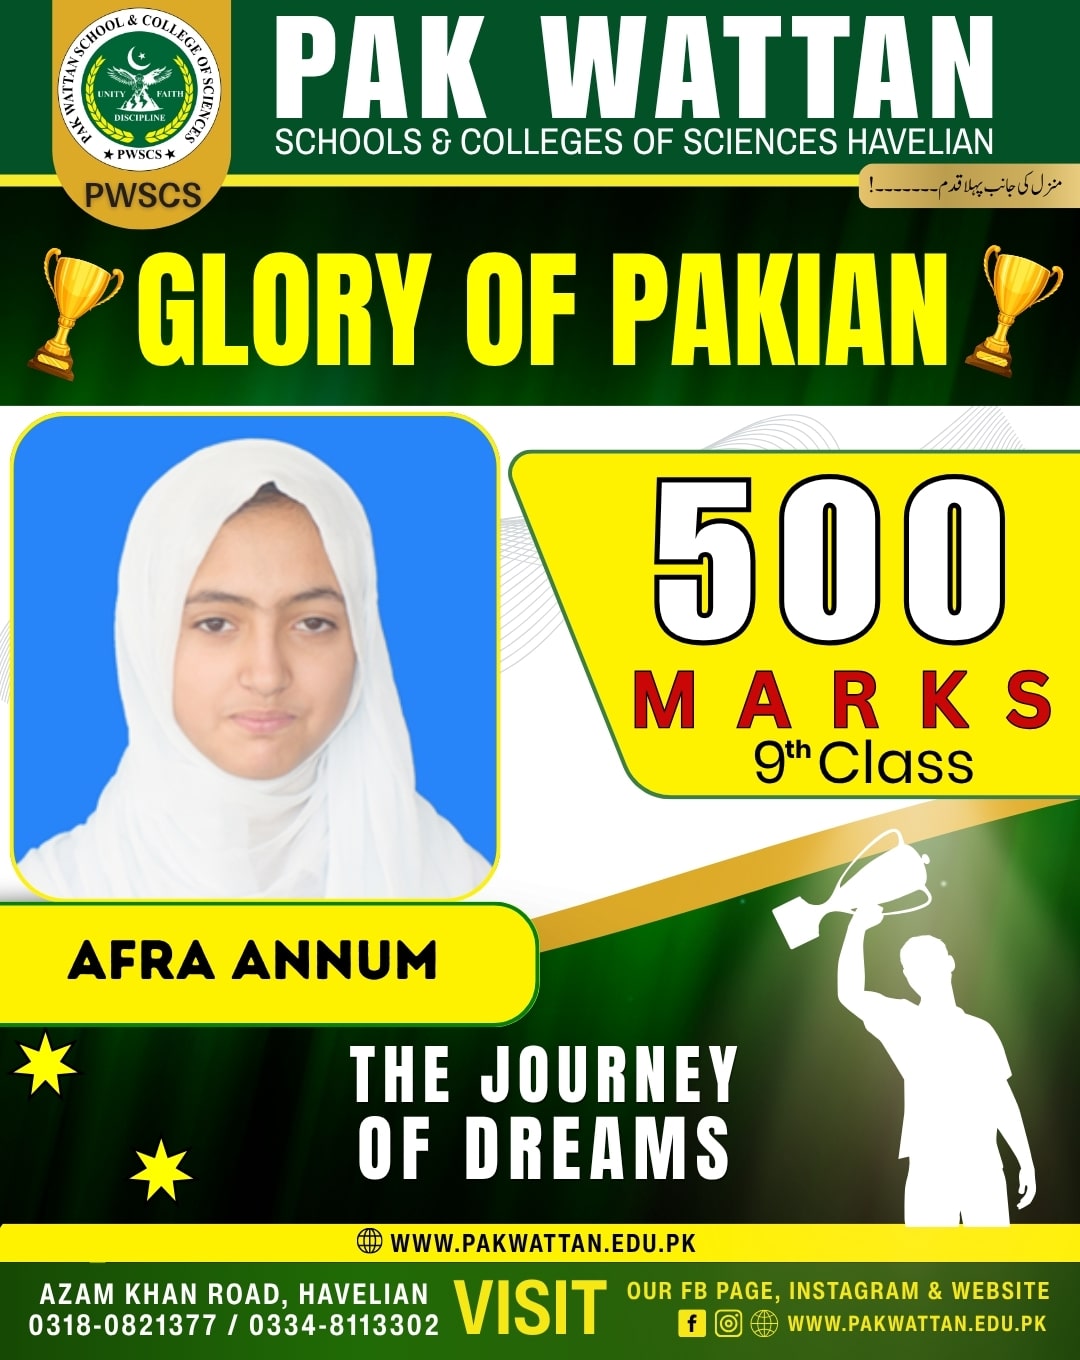 PAK WATTAN SCHOOL & COLLEGE OF SCIENCES
UNITY FAITH
DISCIPLINE
★ PWSCS ★
PWSCS
PAK WATTAN
SCHOOLS & COLLEGES OF SCIENCES HAVELIAN
منزل کی جانب پہلا قدم-------!
GLORY OF PAKIAN
500
MARKS
9th Class
AFRA ANNUM
THE JOURNEY
OF DREAMS
WWW.PAKWATTAN.EDU.PK
AZAM KHAN ROAD, HAVELIAN
0318-0821377 / 0334-8113302
VISIT
OUR FB PAGE, INSTAGRAM & WEBSITE
WWW.PAKWATTAN.EDU.PK